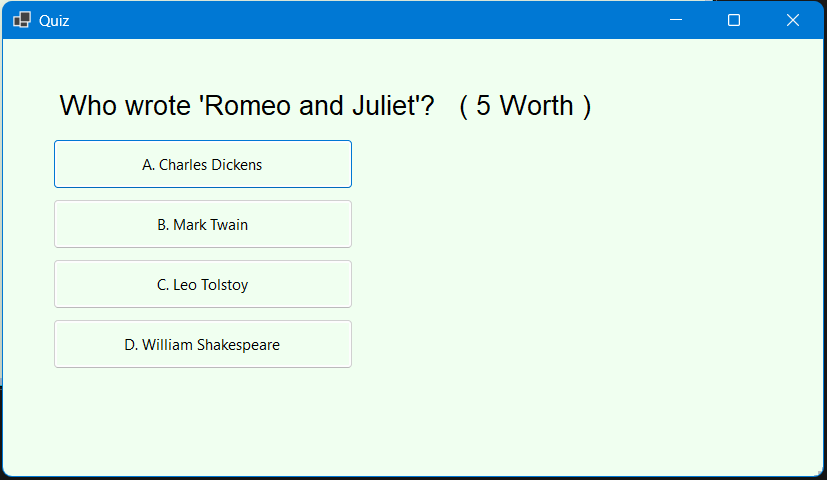 Quiz
Who wrote 'Romeo and Juliet'? ( 5 Worth )
A. Charles Dickens
B. Mark Twain
C. Leo Tolstoy
D. William Shakespeare